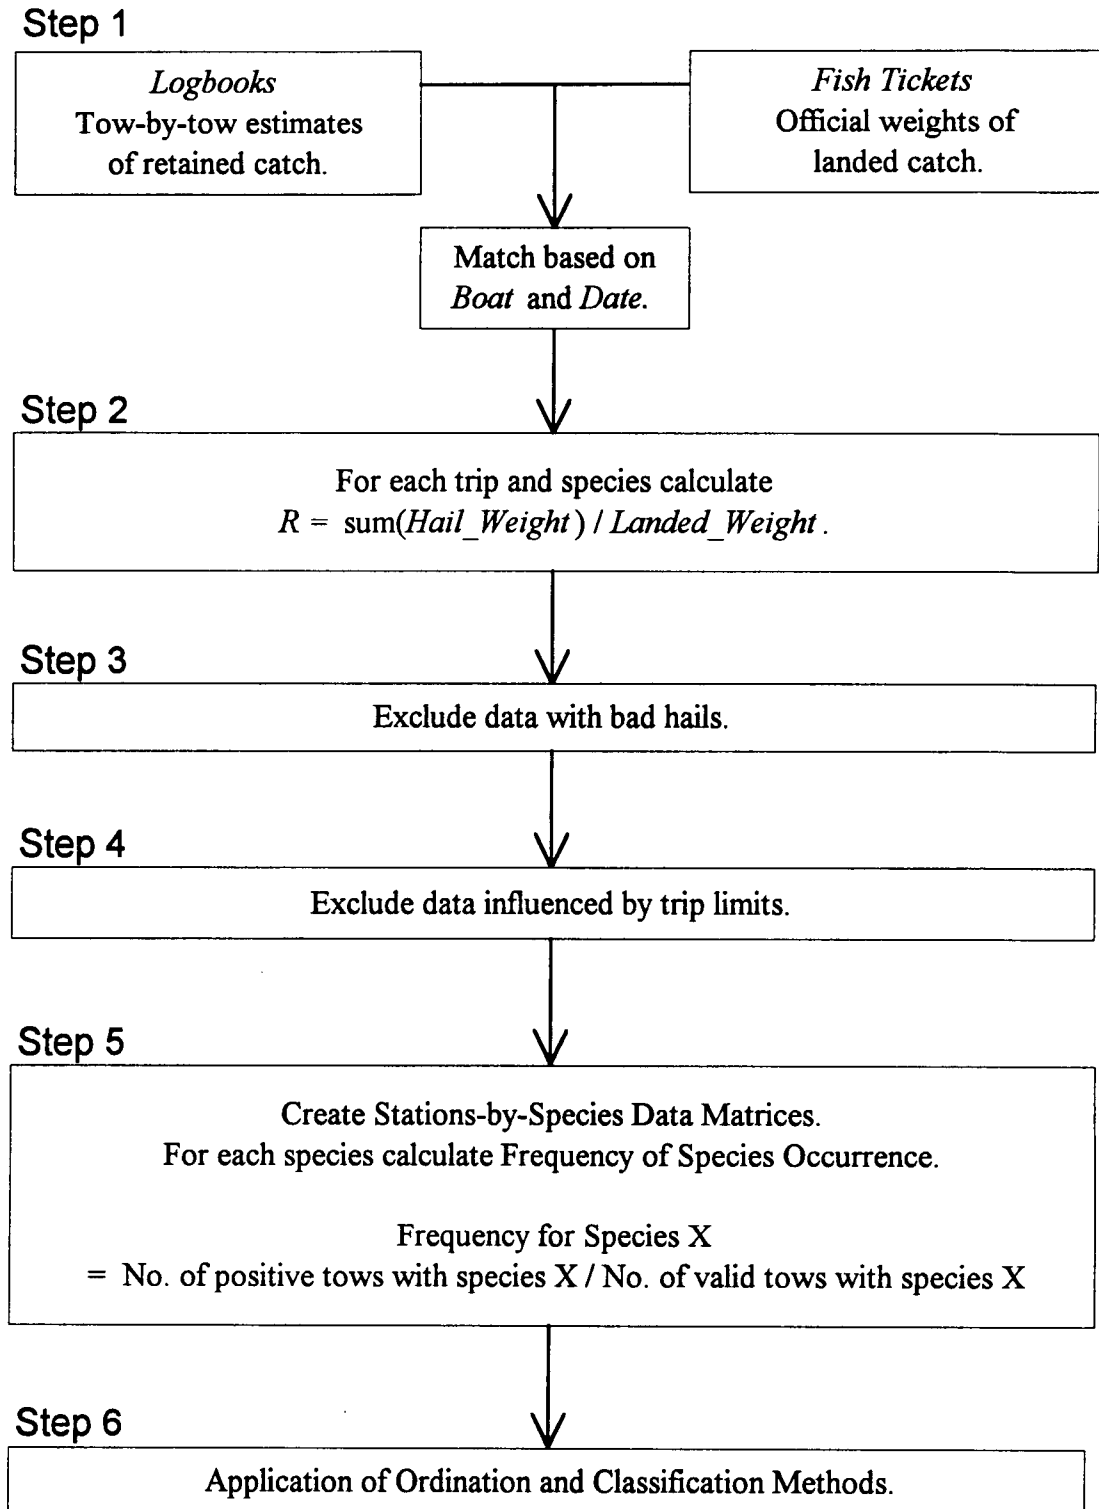 Step 1
Logbooks
Tow-by-tow estimates
of retained catch.
Fish Tickets
Official weights of
landed catch.
Match based on
Boat and Date.
Step 2
For each trip and species calculate
R = sum(Hail_Weight) / Landed_Weight.
Step 3
Exclude data with bad hails.
Step 4
Exclude data influenced by trip limits.
Step 5
Create Stations-by-Species Data Matrices.
For each species calculate Frequency of Species Occurrence.
Frequency for Species X
= No. of positive tows with species X / No. of valid tows with species X
Step 6
Application of Ordination and Classification Methods.